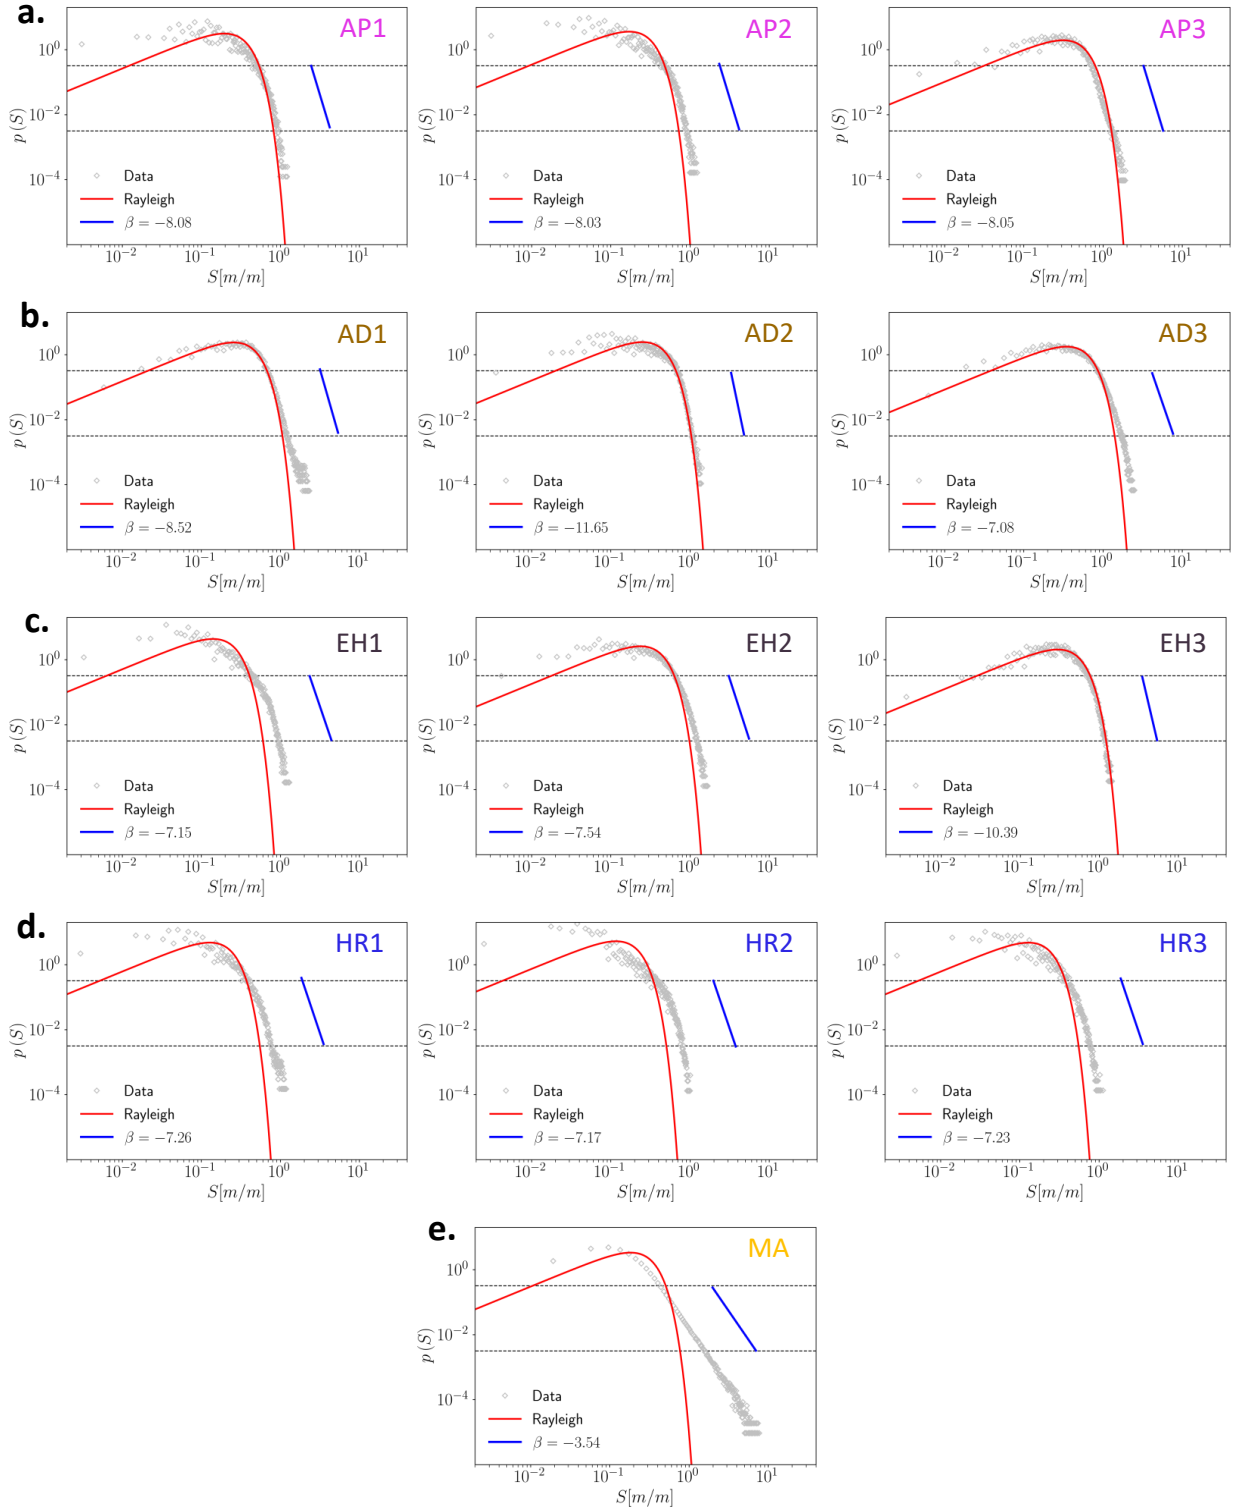 a.
AP1
p (S)
10^0
10^−2
10^−4
Data
Rayleigh
β = −8.08
10^−2 10^−1 10^0 10^1
S[m/m]
AP2
p (S)
10^0
10^−2
10^−4
Data
Rayleigh
β = −8.03
10^−2 10^−1 10^0 10^1
S[m/m]
AP3
p (S)
10^0
10^−2
10^−4
Data
Rayleigh
β = −8.05
10^−2 10^−1 10^0 10^1
S[m/m]
b.
AD1
p (S)
10^0
10^−2
10^−4
Data
Rayleigh
β = −8.52
10^−2 10^−1 10^0 10^1
S[m/m]
AD2
p (S)
10^0
10^−2
10^−4
Data
Rayleigh
β = −11.65
10^−2 10^−1 10^0 10^1
S[m/m]
AD3
p (S)
10^0
10^−2
10^−4
Data
Rayleigh
β = −7.08
10^−2 10^−1 10^0 10^1
S[m/m]
c.
EH1
p (S)
10^0
10^−2
10^−4
Data
Rayleigh
β = −7.15
10^−2 10^−1 10^0 10^1
S[m/m]
EH2
p (S)
10^0
10^−2
10^−4
Data
Rayleigh
β = −7.54
10^−2 10^−1 10^0 10^1
S[m/m]
EH3
p (S)
10^0
10^−2
10^−4
Data
Rayleigh
β = −10.39
10^−2 10^−1 10^0 10^1
S[m/m]
d.
HR1
p (S)
10^0
10^−2
10^−4
Data
Rayleigh
β = −7.26
10^−2 10^−1 10^0 10^1
S[m/m]
HR2
p (S)
10^0
10^−2
10^−4
Data
Rayleigh
β = −7.17
10^−2 10^−1 10^0 10^1
S[m/m]
HR3
p (S)
10^0
10^−2
10^−4
Data
Rayleigh
β = −7.23
10^−2 10^−1 10^0 10^1
S[m/m]
e.
MA
p (S)
10^0
10^−2
10^−4
Data
Rayleigh
β = −3.54
10^−2 10^−1 10^0 10^1
S[m/m]